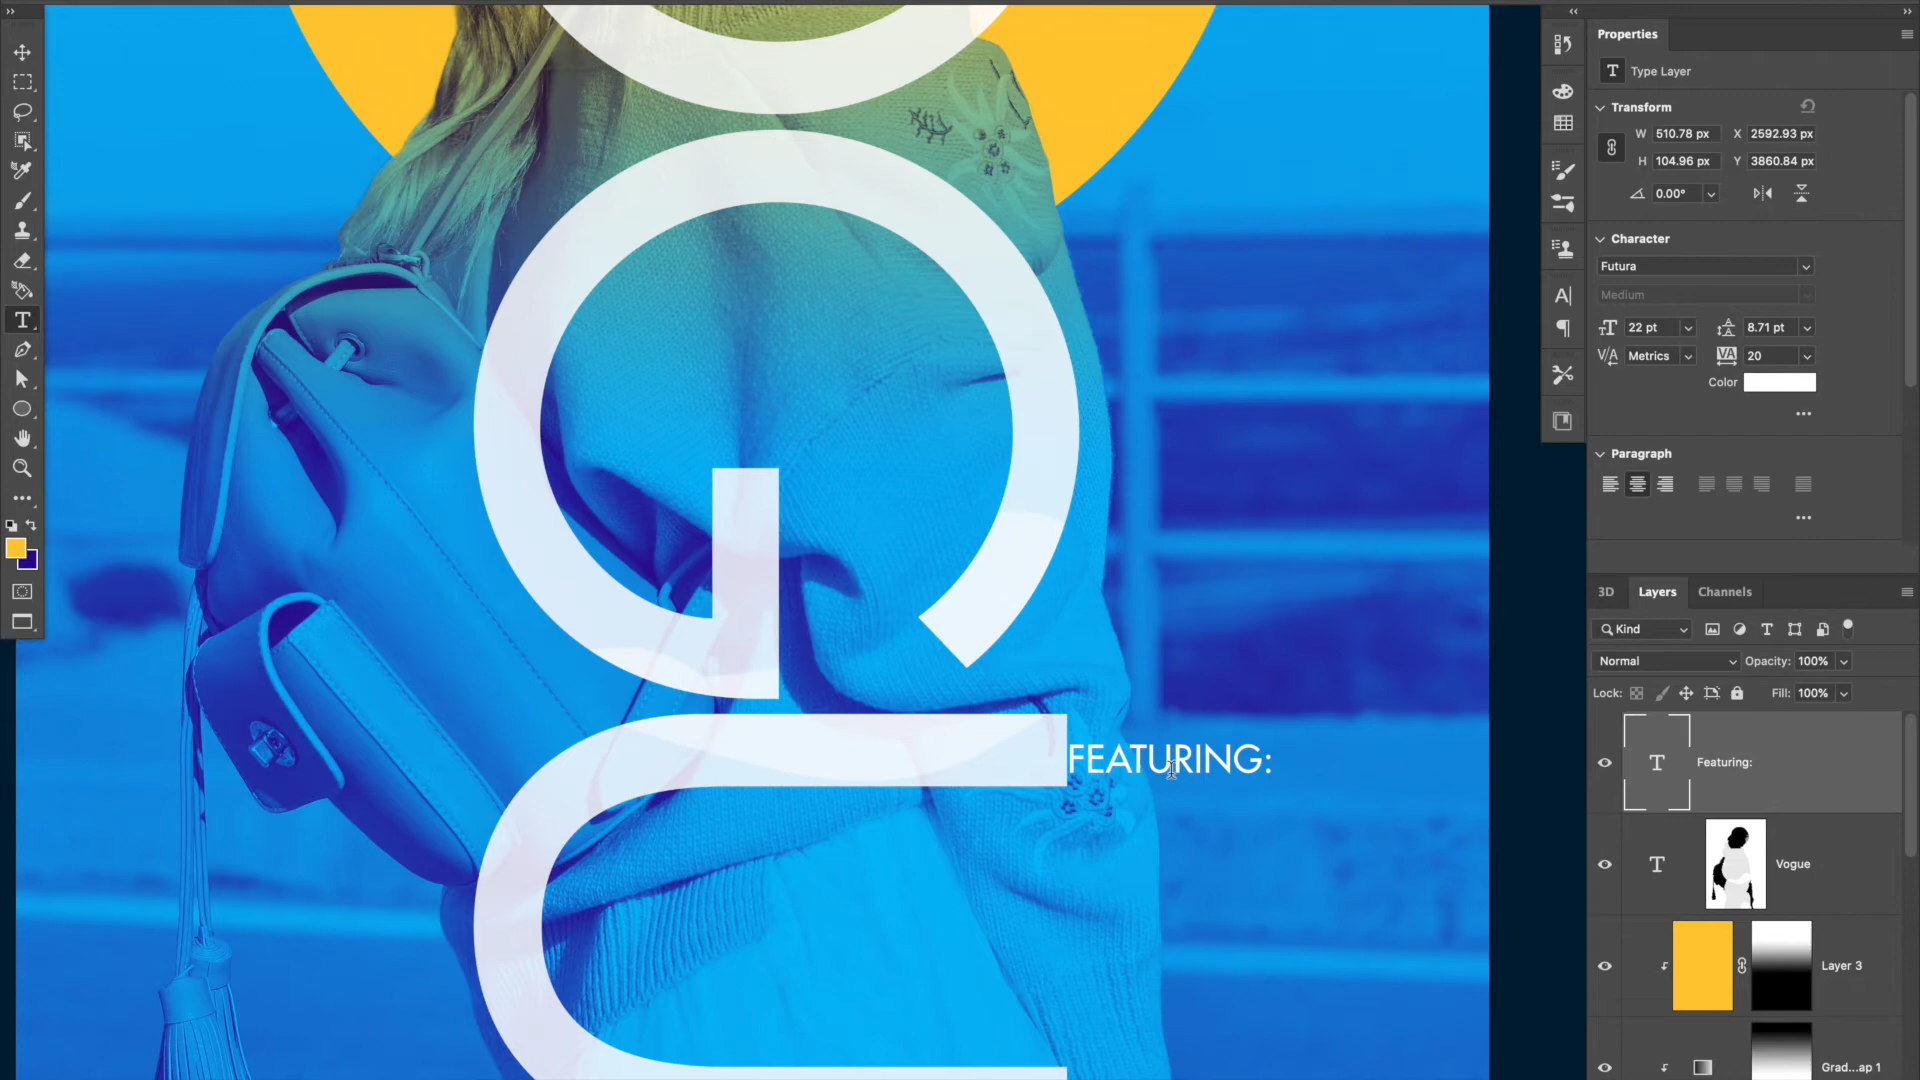 Properties
T Type Layer
Transform
W 510.78 px X 2592.93 px
H 104.96 px Y 3860.84 px
0.00°
Character
Futura
Medium
22 pt 8.71 pt
Metrics 20
Color
Paragraph
3D Layers Channels
Kind
Normal Opacity: 100%
Lock: Fill: 100%
T Featuring:
T Vogue
Layer 3
Grad...ap 1
FEATURING: